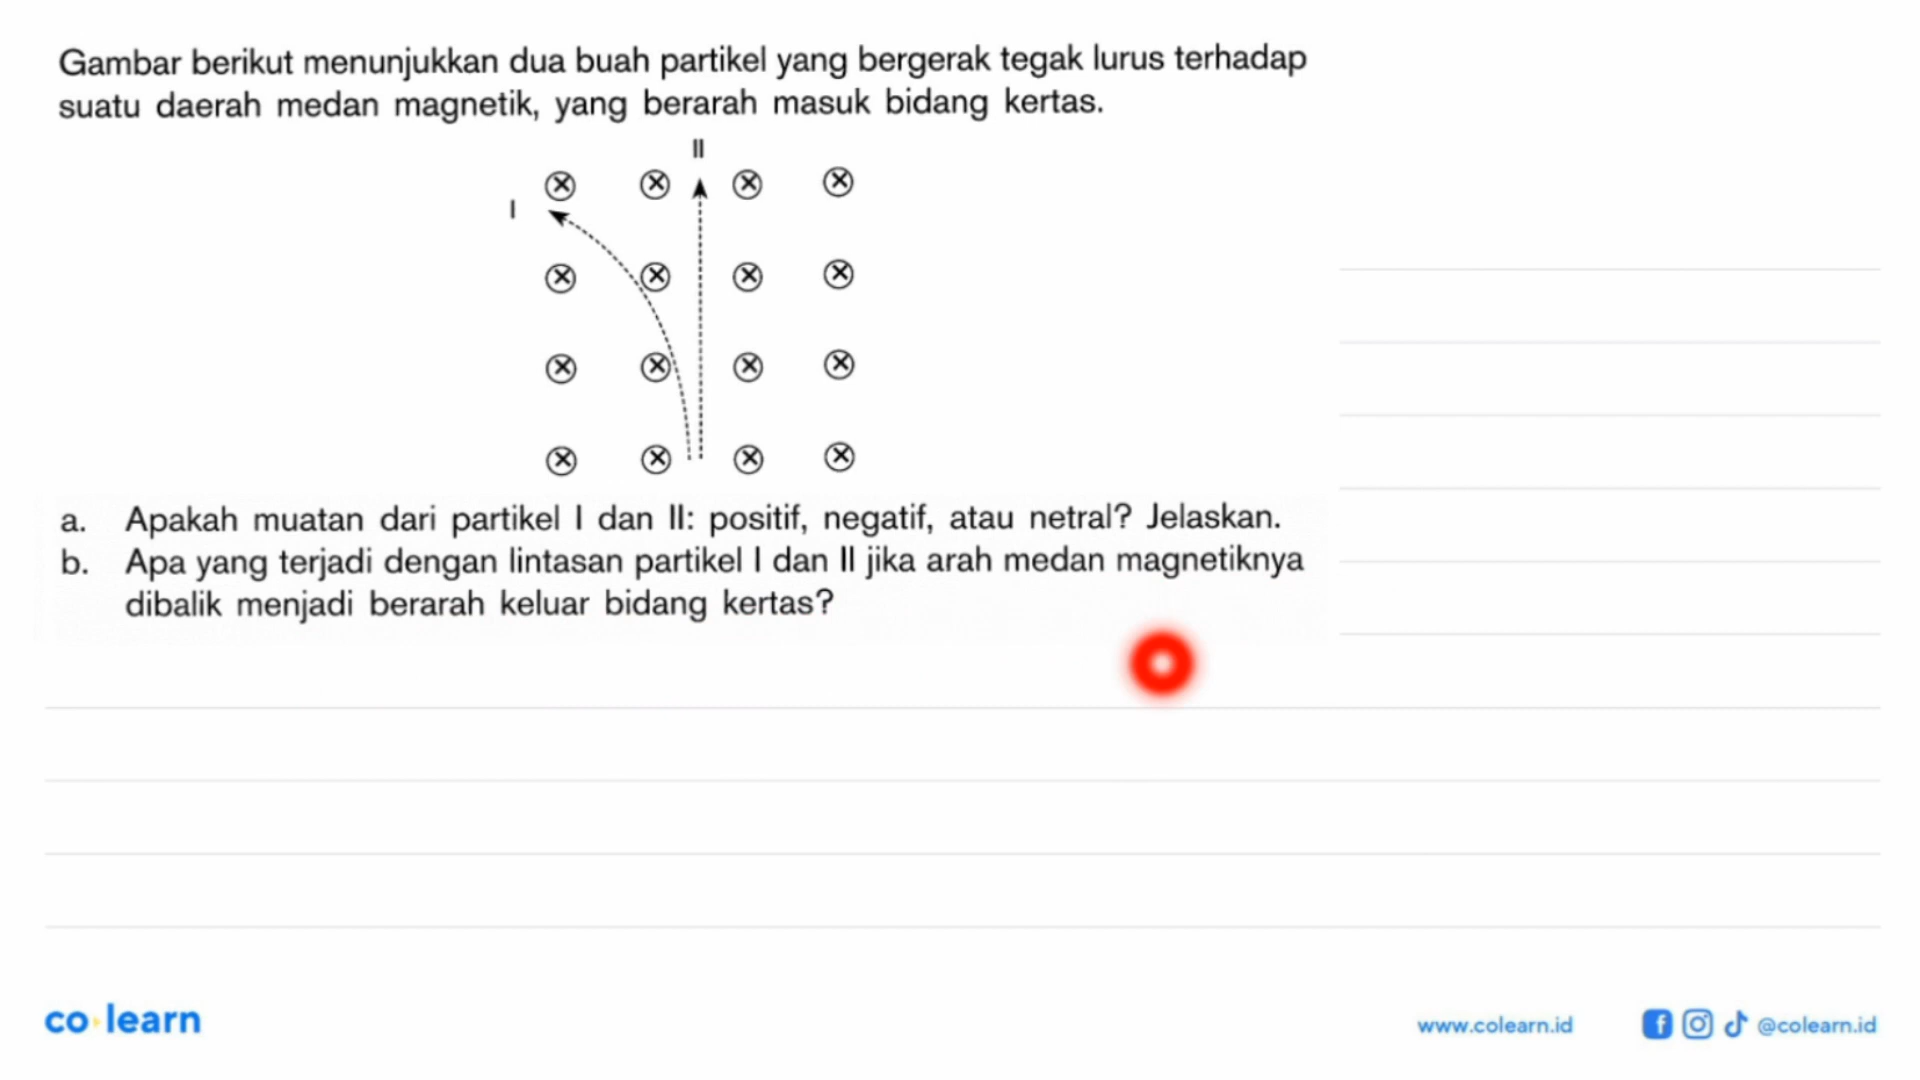 Gambar berikut menunjukkan dua buah partikel yang bergerak tegak lurus terhadap
suatu daerah medan magnetik, yang berarah masuk bidang kertas.
II
I
a. Apakah muatan dari partikel I dan II: positif, negatif, atau netral? Jelaskan.
b. Apa yang terjadi dengan lintasan partikel I dan II jika arah medan magnetiknya
dibalik menjadi berarah keluar bidang kertas?
co learn
www.colearn.id
@colearn.id